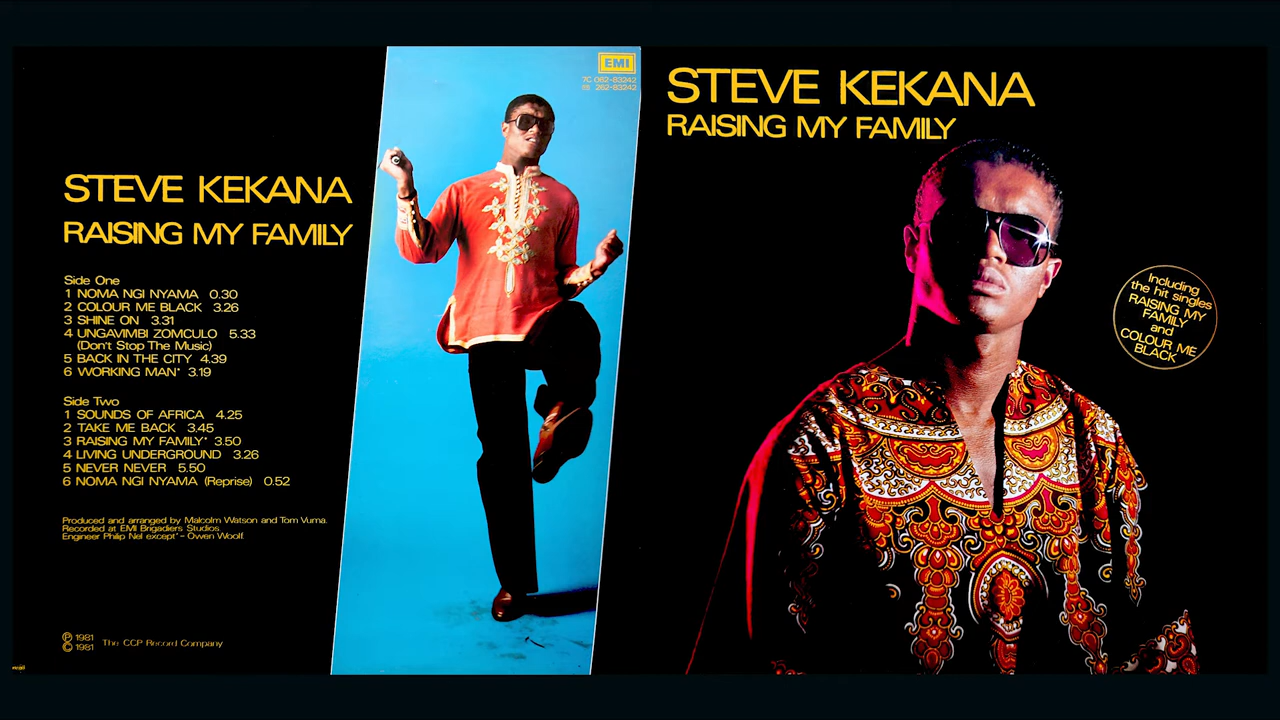 STEVE KEKANA
RAISING MY FAMILY
Side One
1 NOMA NGI NYAMA 0.30
2 COLOUR ME BLACK 3.26
3 SHINE ON 3.31
4 UNGAVIMBI ZOMCULO 5.33
(Don't Stop The Music)
5 BACK IN THE CITY 4.39
6 WORKING MAN* 3.19
Side Two
1 SOUNDS OF AFRICA 4.25
2 TAKE ME BACK 3.45
3 RAISING MY FAMILY* 3.50
4 LIVING UNDERGROUND 3.26
5 NEVER NEVER 5.50
6 NOMA NGI NYAMA (Reprise) 0.52
Produced and arranged by Malcolm Watson and Tom Vuma.
Recorded at EMI Brigadiers Studios.
Engineer Philip Nel except* - Owen Woolf.
℗ 1981
© 1981 The CCP Record Company
EMI
7C 062-83242
262-83242
STEVE KEKANA
RAISING MY FAMILY
Including
the hit singles
RAISING MY
FAMILY
and
COLOUR ME
BLACK